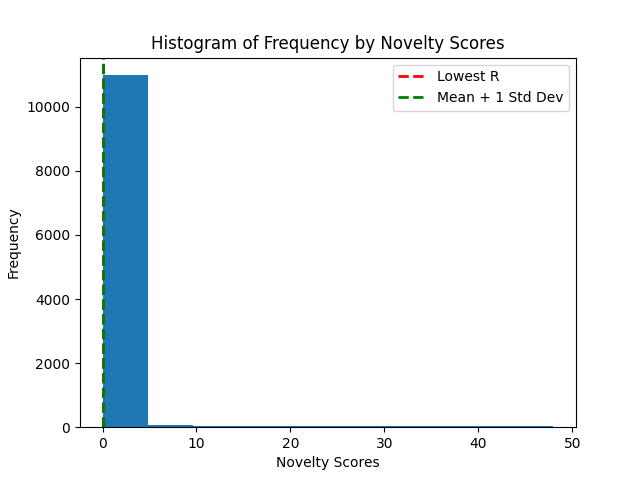 Histogram of Frequency by Novelty Scores
Lowest R
Mean + 1 Std Dev
Frequency
10000
8000
6000
4000
2000
0
0 10 20 30 40 50
Novelty Scores